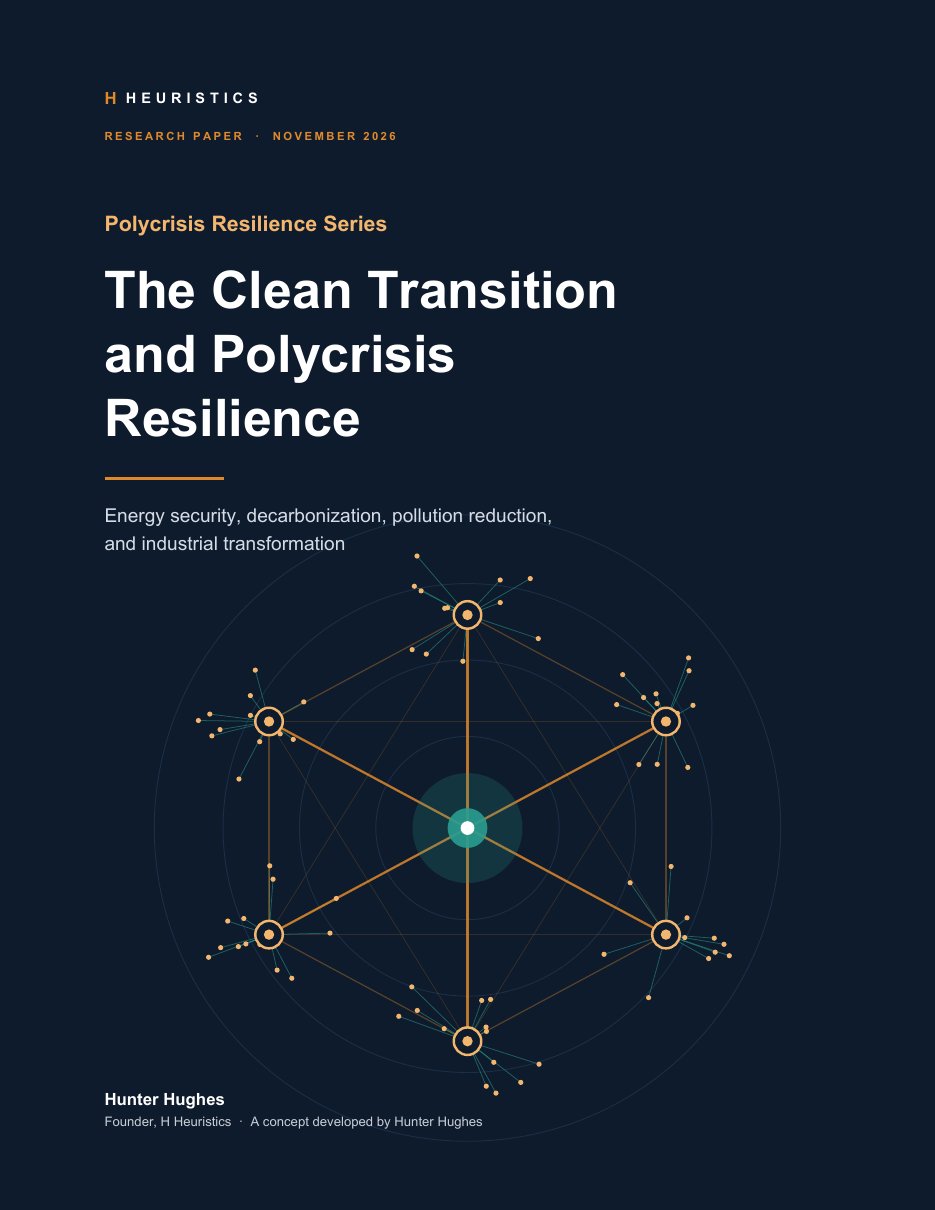 H HEURISTICS
RESEARCH PAPER · NOVEMBER 2026
Polycrisis Resilience Series
The Clean Transition
and Polycrisis
Resilience
Energy security, decarbonization, pollution reduction,
and industrial transformation
Hunter Hughes
Founder, H Heuristics · A concept developed by Hunter Hughes